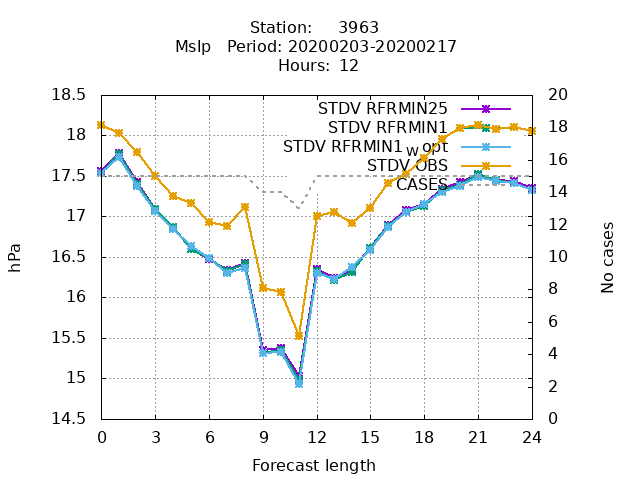 Station:     3963
Mslp   Period: 20200203-20200217
Hours:  12
18.5
18
17.5
17
16.5
16
15.5
15
14.5
hPa
20
18
16
14
12
10
8
6
4
2
0
No cases
STDV RFRMIN25
STDV RFRMIN1
STDV RFRMIN1_w opt
STDV OBS
CASES
0 3 6 9 12 15 18 21 24
Forecast length